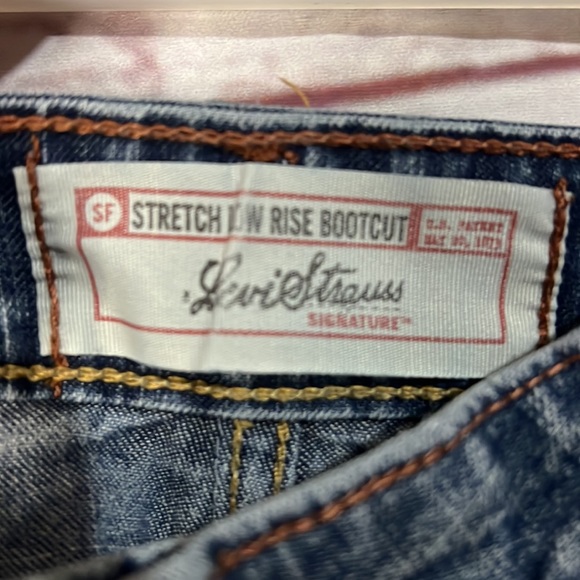 SF STRETCH LOW RISE BOOTCUT U.S. PATENT
MAY 20, 1873
Levi Strauss
SIGNATURE™